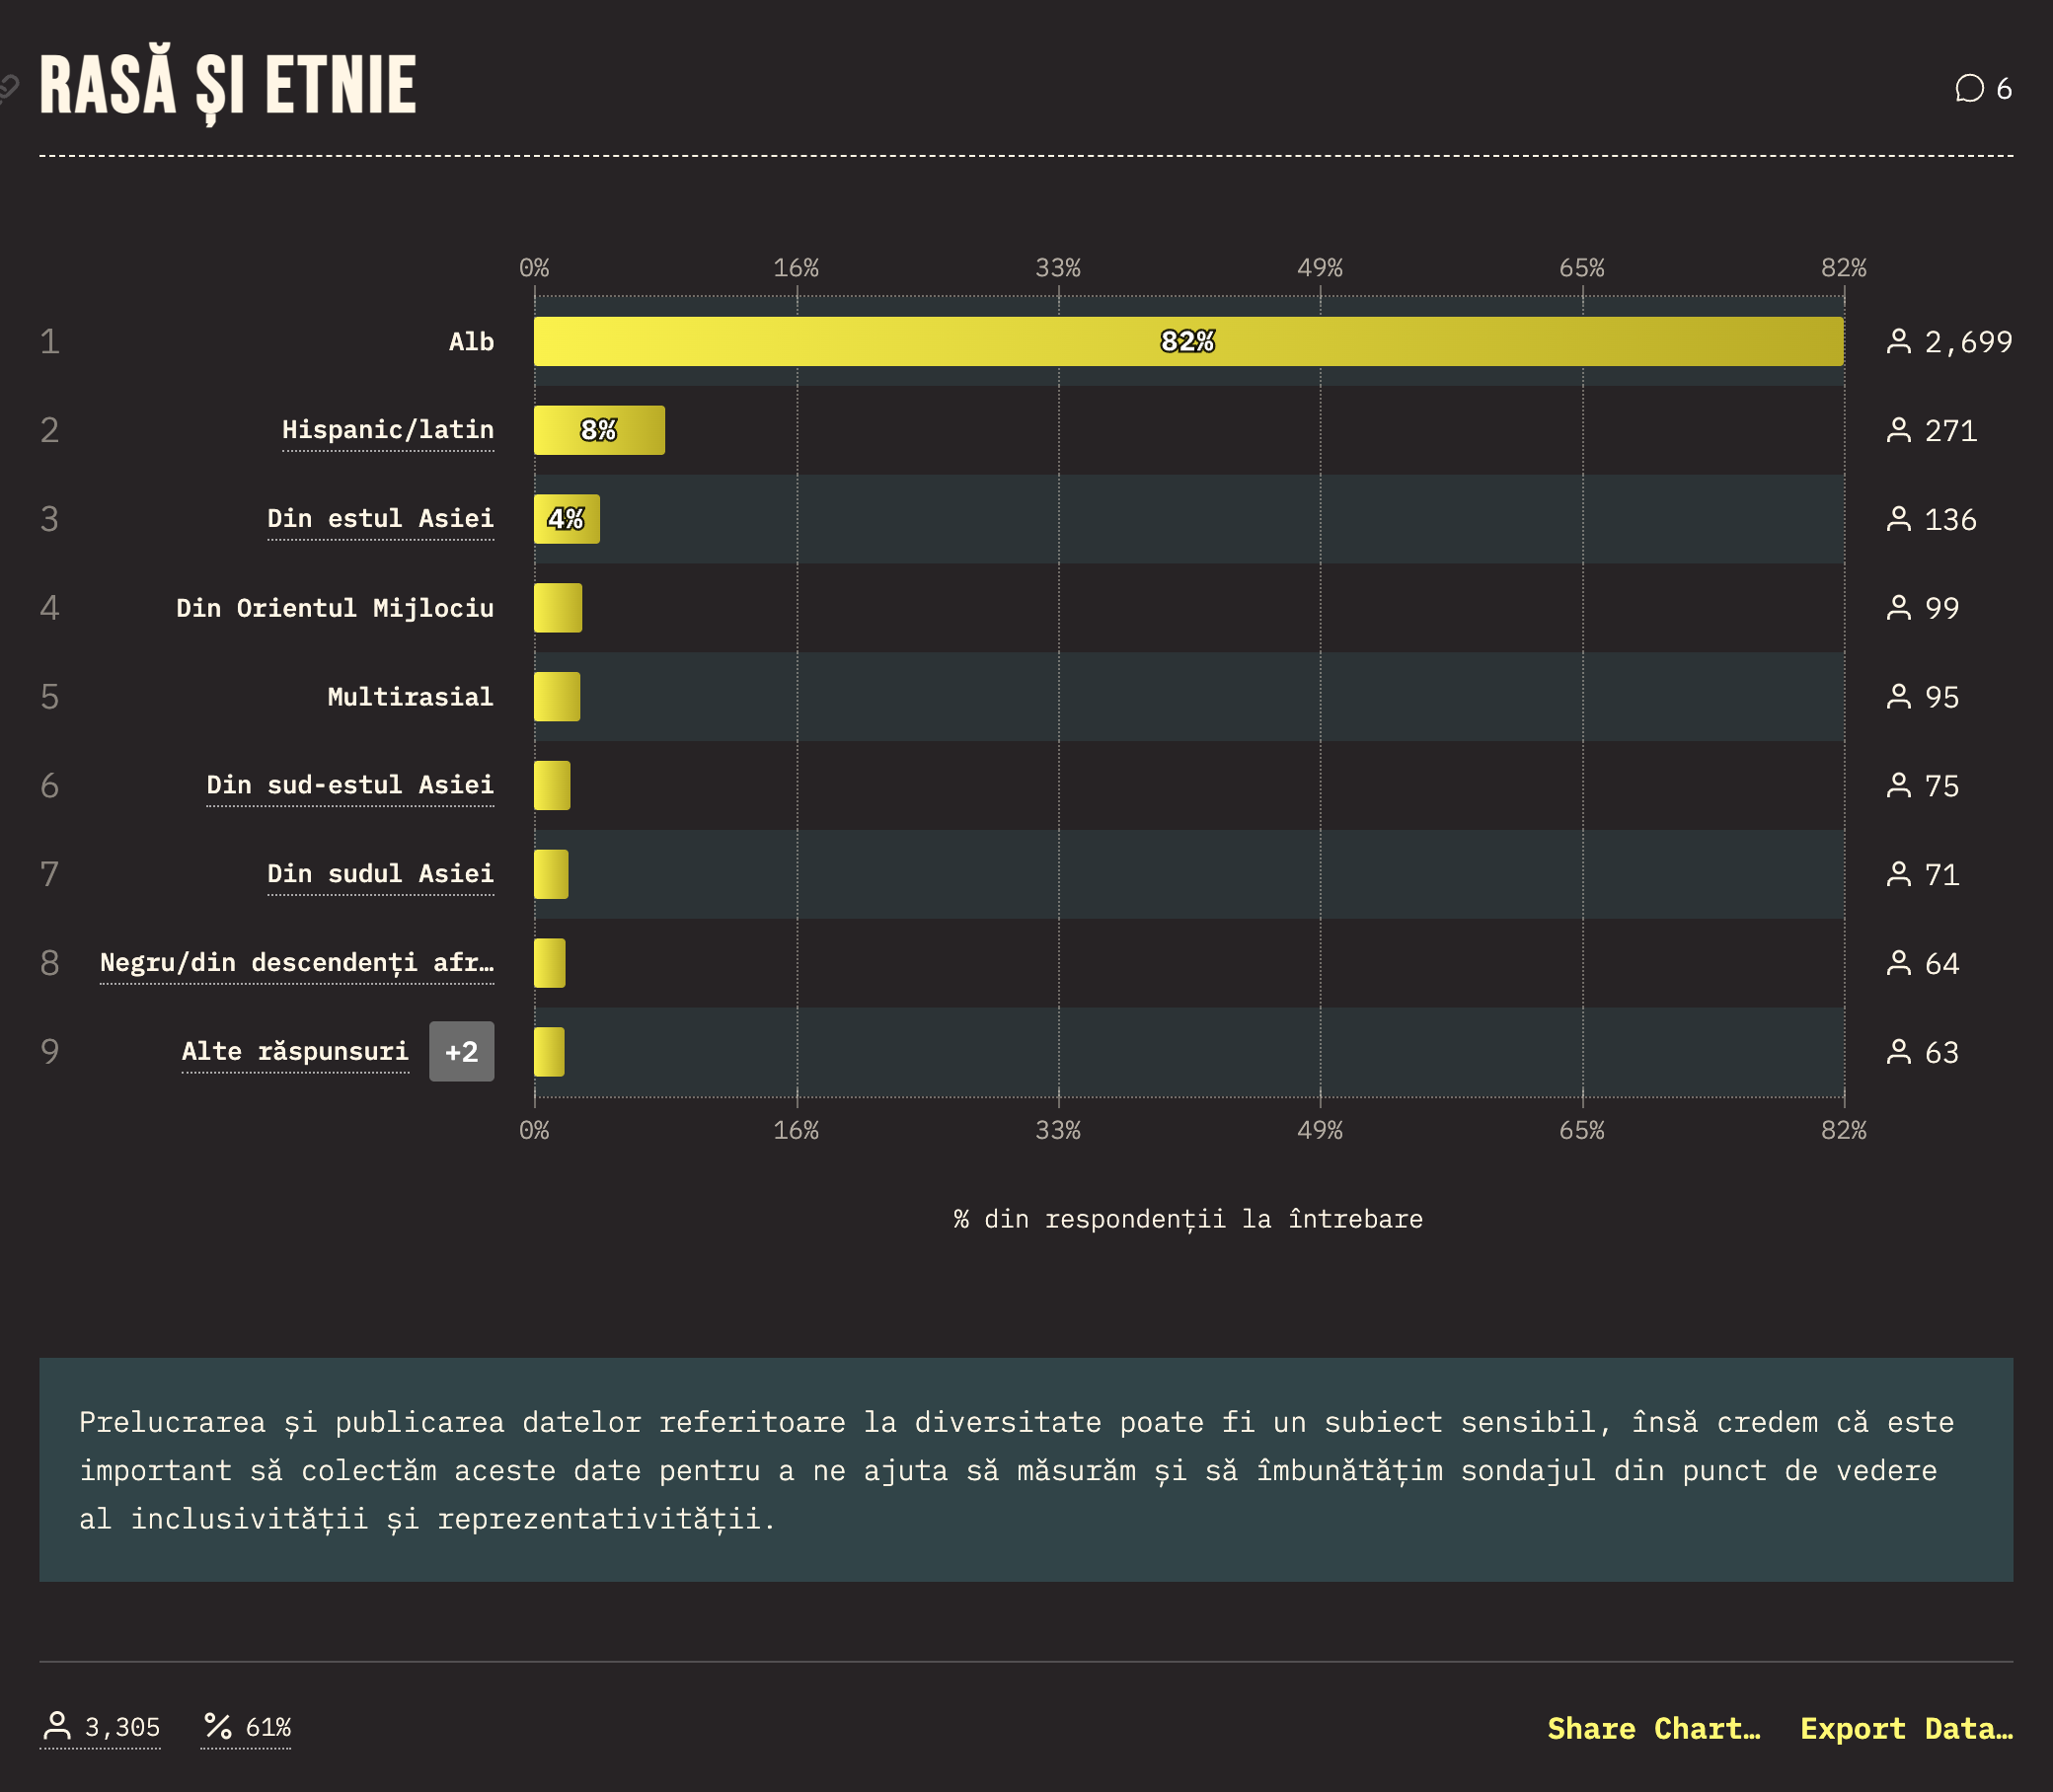 RASĂ ȘI ETNIE
6
0% 16% 33% 49% 65% 82%
1 Alb 82% 2,699
2 Hispanic/latin 8% 271
3 Din estul Asiei 4% 136
4 Din Orientul Mijlociu 99
5 Multirasial 95
6 Din sud-estul Asiei 75
7 Din sudul Asiei 71
8 Negru/din descendenți afr… 64
9 Alte răspunsuri +2 63
0% 16% 33% 49% 65% 82%
% din respondenții la întrebare
Prelucrarea și publicarea datelor referitoare la diversitate poate fi un subiect sensibil, însă credem că este
important să colectăm aceste date pentru a ne ajuta să măsurăm și să îmbunătățim sondajul din punct de vedere
al inclusivității și reprezentativității.
3,305 61% Share Chart… Export Data…